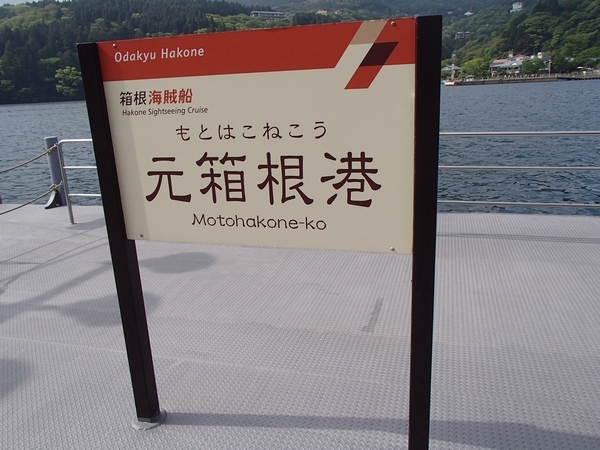 Odakyu Hakone
箱根海賊船
Hakone Sightseeing Cruise
もとはこねこう
元箱根港
Motohakone-ko